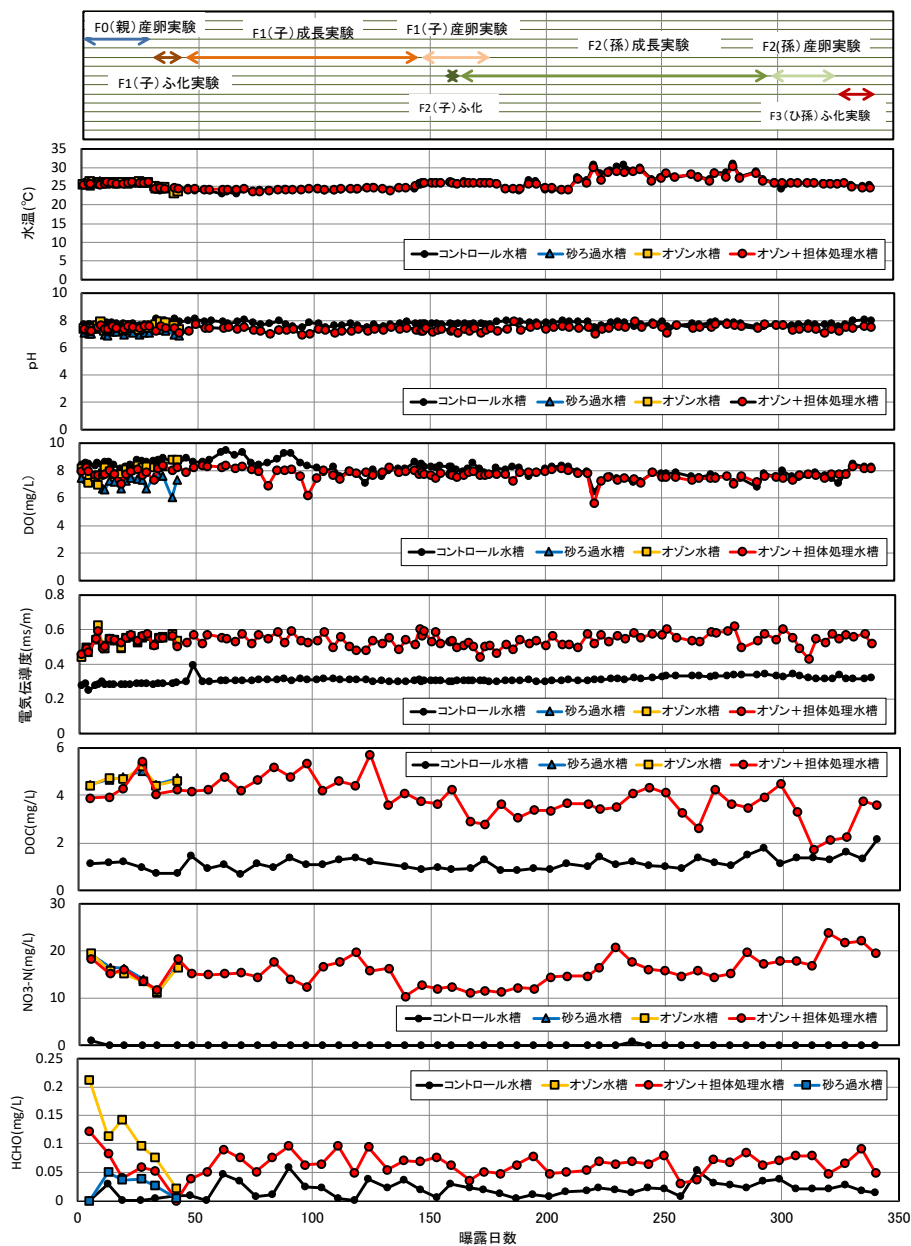 F0(親)産卵実験
F1(子)成長実験
F1(子)産卵実験
F2(孫)成長実験
F2(孫)産卵実験
F1(子)ふ化実験
F2(子)ふ化
F3(ひ孫)ふ化実験
35
30
25
20
15
10
5
0
水温(℃)
コントロール水槽 砂ろ過水槽 オゾン水槽 オゾン+担体処理水槽
10
8
6
4
2
0
pH
コントロール水槽 砂ろ過水槽 オゾン水槽 オゾン+担体処理水槽
10
8
6
4
2
0
DO(mg/L)
コントロール水槽 砂ろ過水槽 オゾン水槽 オゾン+担体処理水槽
0.8
0.6
0.4
0.2
0
電気伝導度(ms/m)
コントロール水槽 砂ろ過水槽 オゾン水槽 オゾン+担体処理水槽
6
4
2
0
DOC(mg/L)
コントロール水槽 砂ろ過水槽 オゾン水槽 オゾン+担体処理水槽
30
20
10
0
NO3-N(mg/L)
コントロール水槽 砂ろ過水槽 オゾン水槽 オゾン+担体処理水槽
0.25
0.2
0.15
0.1
0.05
0
HCHO(mg/L)
コントロール水槽 オゾン水槽 オゾン+担体処理水槽 砂ろ過水槽
0 50 100 150 200 250 300 350
曝露日数